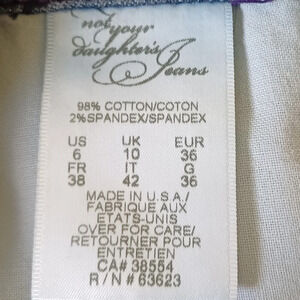 not your
daughter's
Jeans
98% COTTON/COTON
2% SPANDEX/SPANDEX
US UK EUR
6 10 36
FR IT G
38 42 36
MADE IN U.S.A./
FABRIQUE AUX
ETATS-UNIS
OVER FOR CARE/
RETOURNER POUR
ENTRETIEN
CA# 38554
R/N# 63623